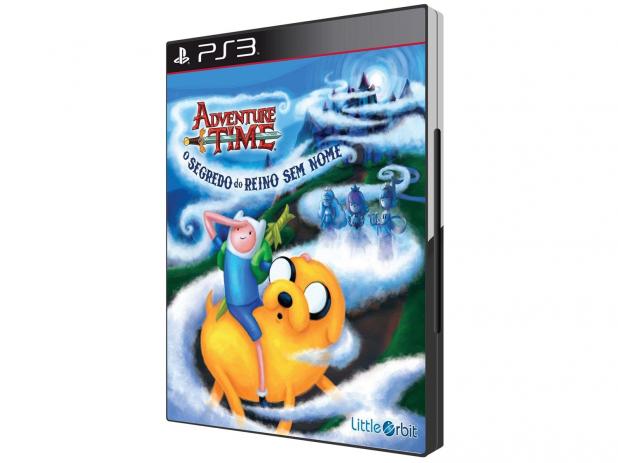 PS3
ADVENTURE
TIME
O SEGREDO do REINO SEM NOME
Little Orbit